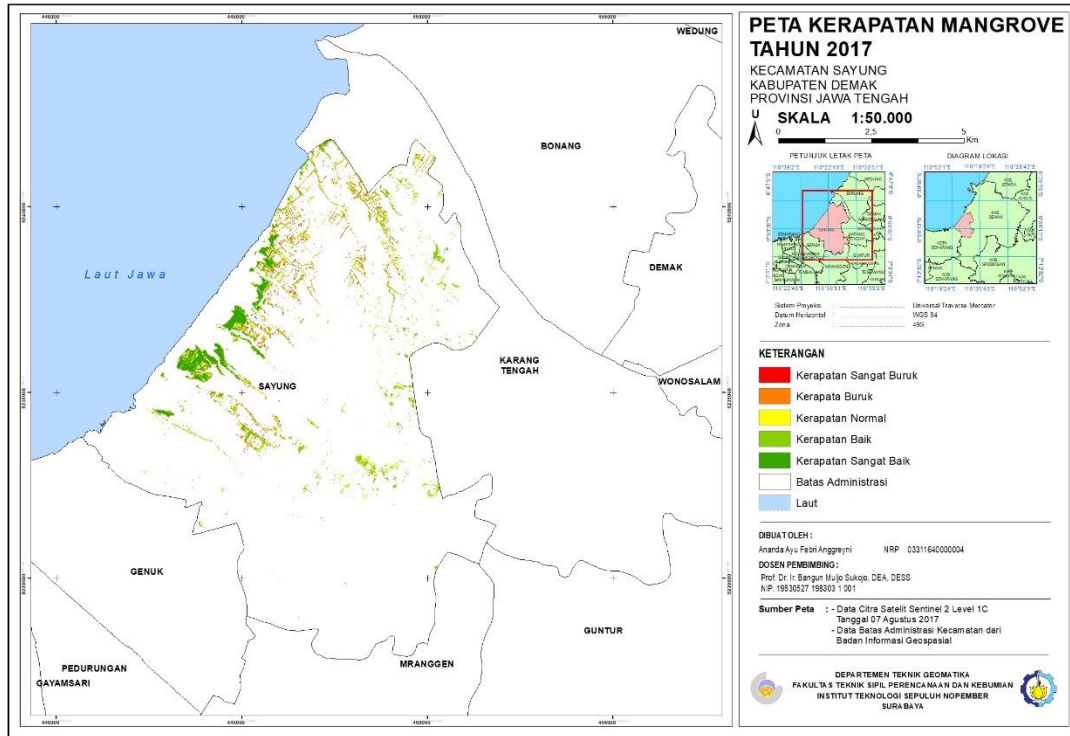 PETA KERAPATAN MANGROVE
TAHUN 2017
KECAMATAN SAYUNG
KABUPATEN DEMAK
PROVINSI JAWA TENGAH
U
SKALA 1:50.000
0 2,5 5
Km
PETUNJUK LETAK PETA
DIAGRAM LOKASI
Sistem Proyeksi : Universal Traverse Mercator
Datum Horizontal : WGS 84
Zona : 49S
KETERANGAN
Kerapatan Sangat Buruk
Kerapata Buruk
Kerapatan Normal
Kerapatan Baik
Kerapatan Sangat Baik
Batas Administrasi
Laut
DIBUAT OLEH :
Ananda Ayu Febri Anggreyni NRP 03311640000004
DOSEN PEMBIMBING :
Prof. Dr. Ir. Bangun Muljo Sukojo, DEA, DESS
NIP. 19530527 198303 1 001
Sumber Peta : - Data Citra Satelit Sentinel 2 Level 1C
Tanggal 07 Agustus 2017
- Data Batas Administrasi Kecamatan dari
Badan Informasi Geospasial
DEPARTEMEN TEKNIK GEOMATIKA
FAKULTAS TEKNIK SIPIL PERENCANAAN DAN KEBUMIAN
INSTITUT TEKNOLOGI SEPULUH NOPEMBER
SURABAYA
WEDUNG
BONANG
Laut Jawa
DEMAK
KARANG
TENGAH
WONOSALAM
SAYUNG
GENUK
GUNTUR
PEDURUNGAN
GAYAMSARI
MRANGGEN